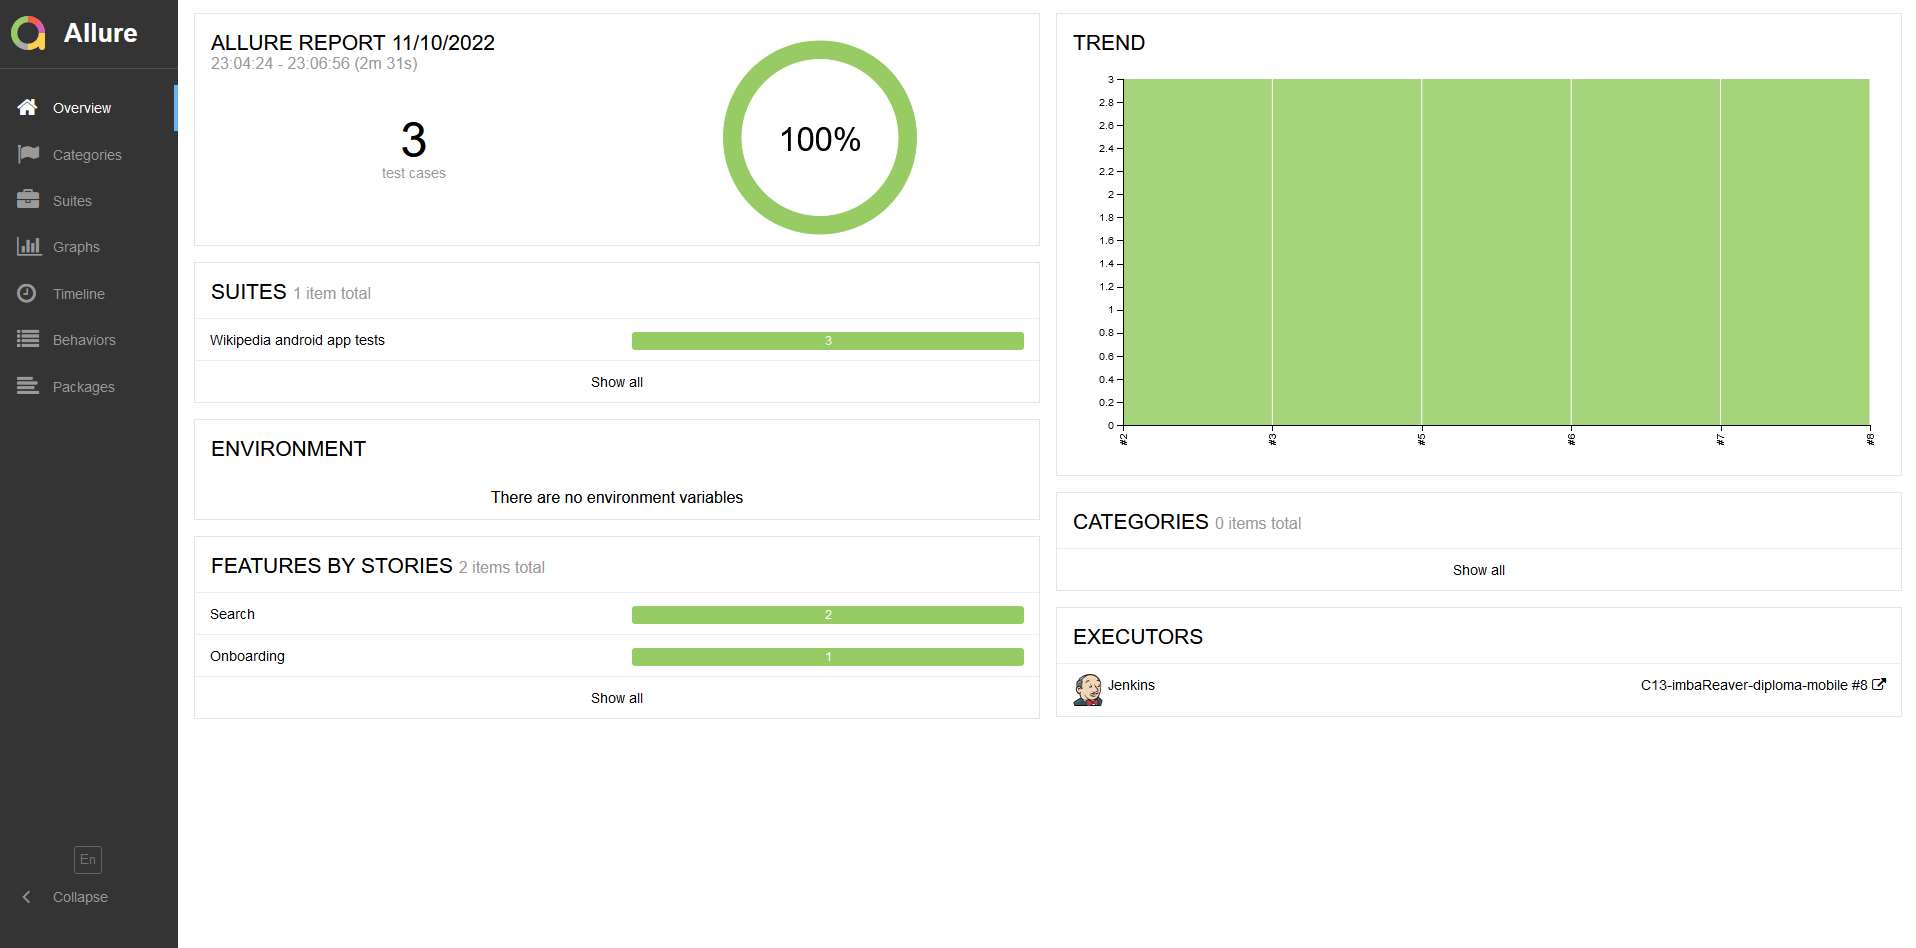 Allure
Overview
Categories
Suites
Graphs
Timeline
Behaviors
Packages
En
Collapse
ALLURE REPORT 11/10/2022
23:04:24 - 23:06:56 (2m 31s)
3
test cases
100%
SUITES 1 item total
Wikipedia android app tests 3
Show all
ENVIRONMENT
There are no environment variables
FEATURES BY STORIES 2 items total
Search 2
Onboarding 1
Show all
TREND
3
2.8
2.6
2.4
2.2
2
1.8
1.6
1.4
1.2
1
0.8
0.6
0.4
0.2
0
#2 #3 #5 #6 #7 #8
CATEGORIES 0 items total
Show all
EXECUTORS
Jenkins C13-imbaReaver-diploma-mobile #8